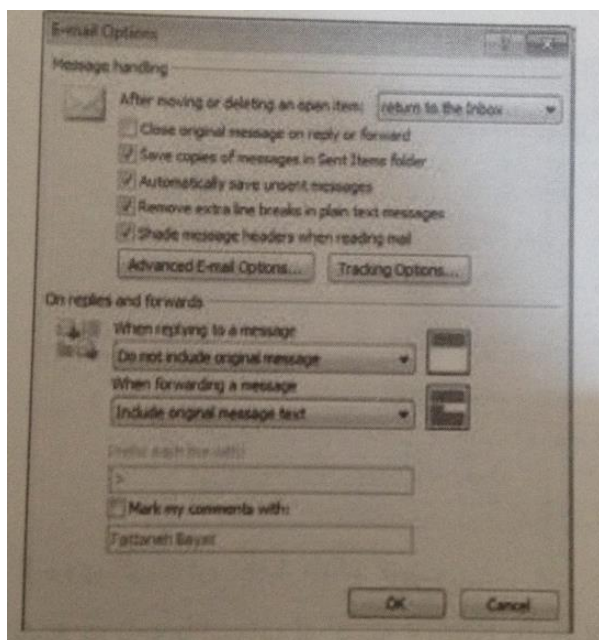 E-mail Options
Message handling
After moving or deleting an open item: return to the Inbox
Close original message on reply or forward
Save copies of messages in Sent Items folder
Automatically save unsent messages
Remove extra line breaks in plain text messages
Shade message headers when reading mail
Advanced E-mail Options... Tracking Options...
On replies and forwards
When replying to a message
Do not include original message
When forwarding a message
Include original message text
Prefix each line with:
>
Mark my comments with:
OK Cancel